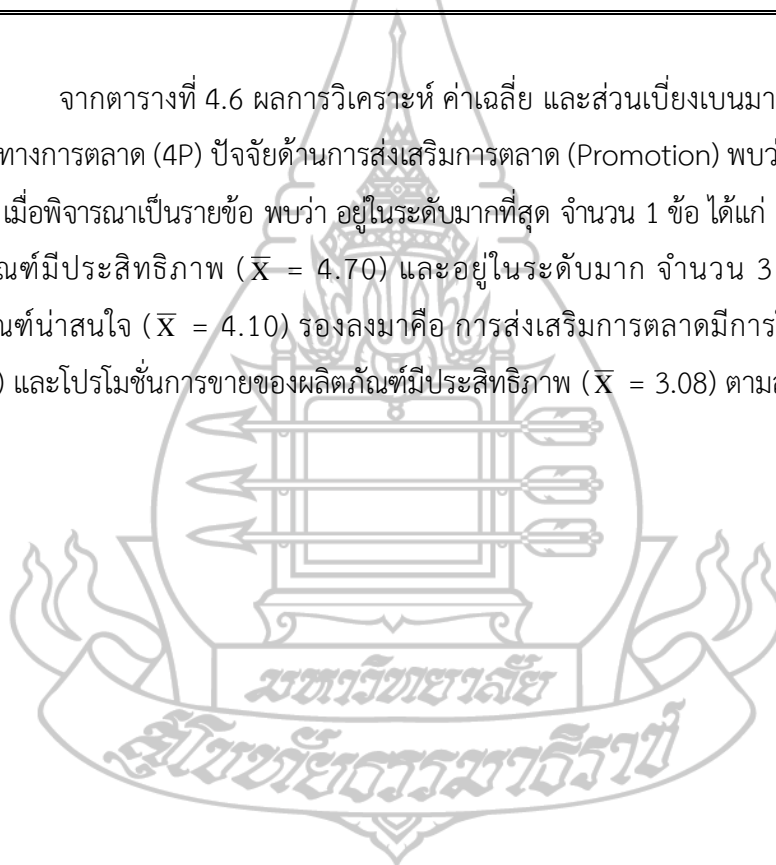 จากตารางที่ 4.6 ผลการวิเคราะห์ ค่าเฉลี่ย และส่วนเบี่ยงเบนมา
ทางการตลาด (4P) ปัจจัยด้านการส่งเสริมการตลาด (Promotion) พบว่
เมื่อพิจารณาเป็นรายข้อ พบว่า อยู่ในระดับมากที่สุด จำนวน 1 ข้อ ได้แก่
ณฑ์มีประสิทธิภาพ (X̅ = 4.70) และอยู่ในระดับมาก จำนวน 3
ณฑ์น่าสนใจ (X̅ = 4.10) รองลงมาคือ การส่งเสริมการตลาดมีการ
) และโปรโมชั่นการขายของผลิตภัณฑ์มีประสิทธิภาพ (X̅ = 3.08) ตาม
มหาวิทยาลัย
สุโขทัยธรรมาธิราช